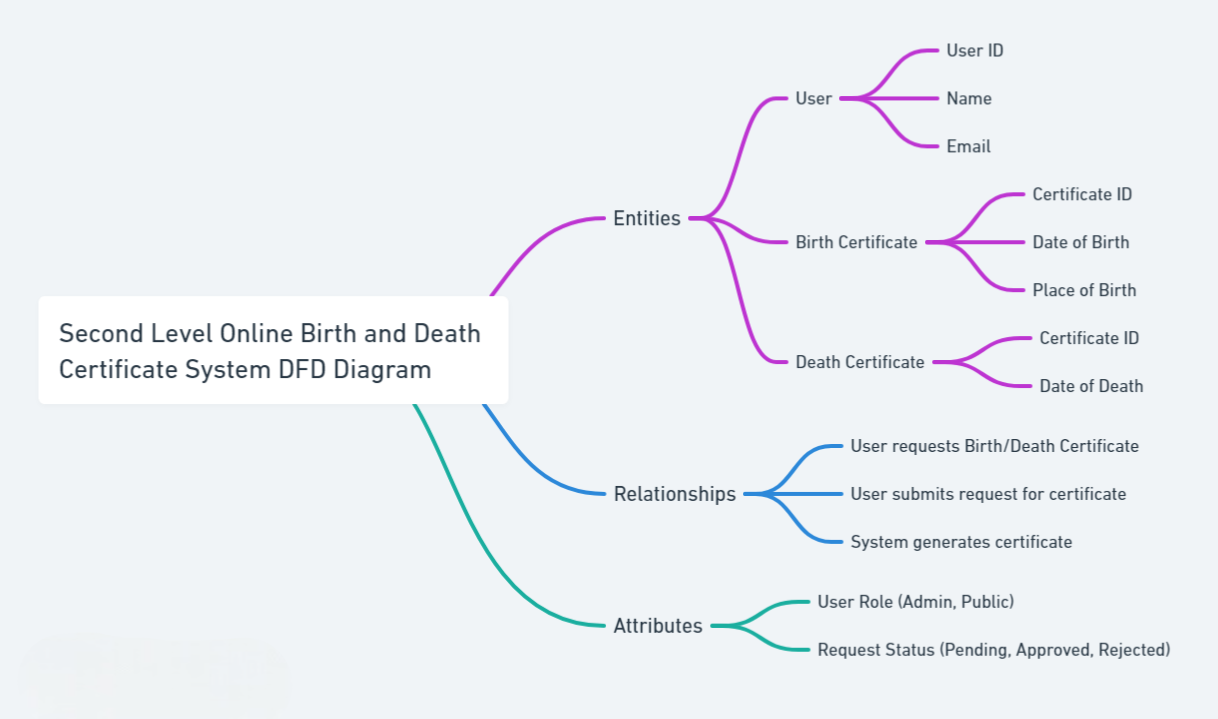 Second Level Online Birth and Death
Certificate System DFD Diagram
Entities
User
User ID
Name
Email
Birth Certificate
Certificate ID
Date of Birth
Place of Birth
Death Certificate
Certificate ID
Date of Death
Relationships
User requests Birth/Death Certificate
User submits request for certificate
System generates certificate
Attributes
User Role (Admin, Public)
Request Status (Pending, Approved, Rejected)